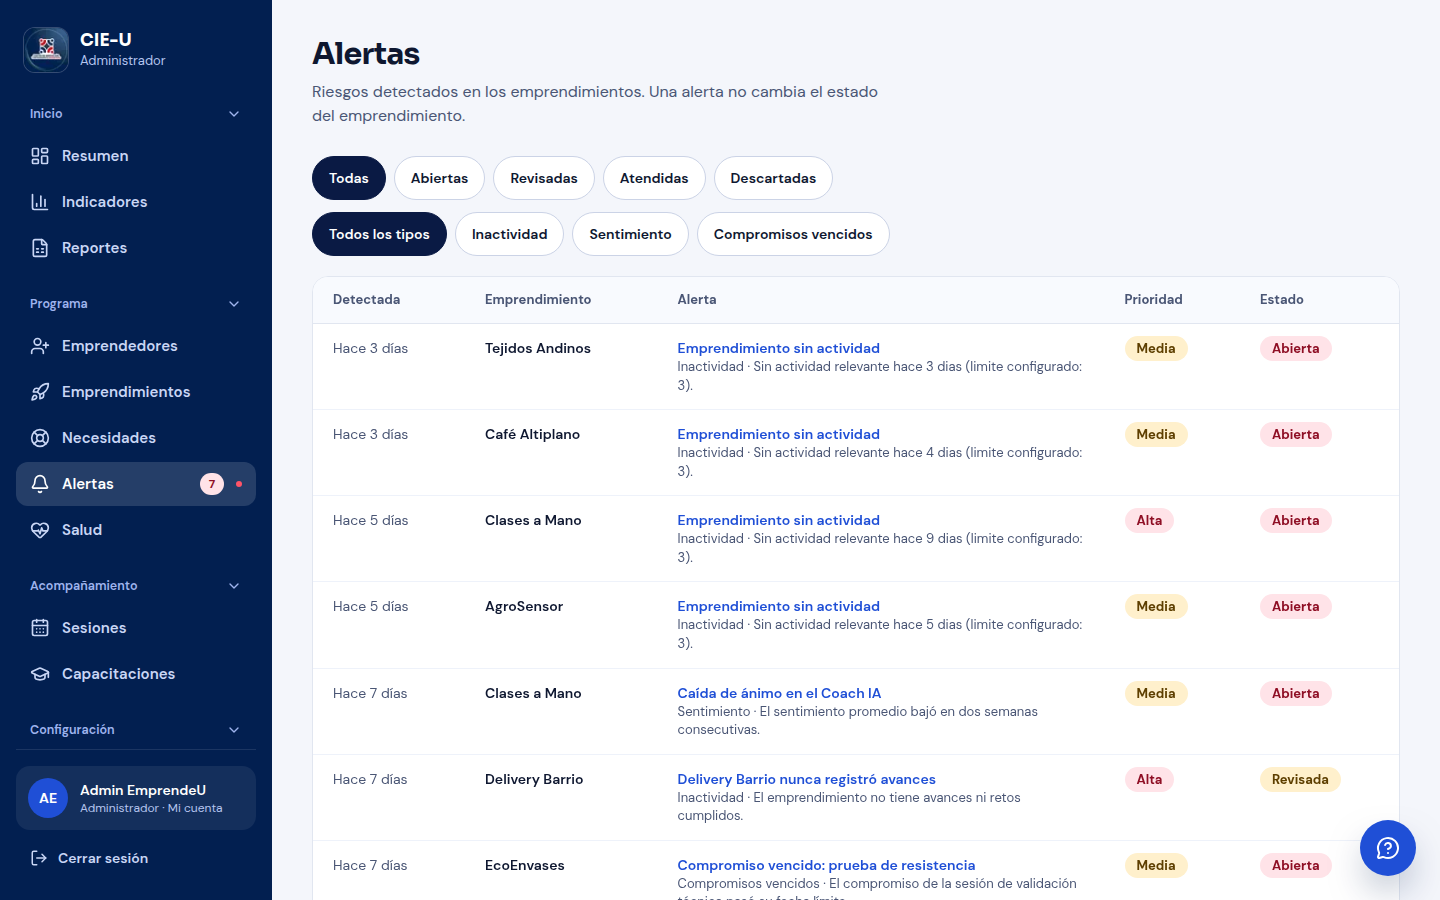 CIE-U
Administrador
Inicio
Resumen
Indicadores
Reportes
Programa
Emprendedores
Emprendimientos
Necesidades
Alertas 7
Salud
Acompañamiento
Sesiones
Capacitaciones
Configuración
AE
Admin EmprendeU
Administrador · Mi cuenta
Cerrar sesión
Alertas
Riesgos detectados en los emprendimientos. Una alerta no cambia el estado
del emprendimiento.
Todas Abiertas Revisadas Atendidas Descartadas
Todos los tipos Inactividad Sentimiento Compromisos vencidos
Detectada Emprendimiento Alerta Prioridad Estado
Hace 3 días Tejidos Andinos Emprendimiento sin actividad Media Abierta
Inactividad · Sin actividad relevante hace 3 dias (limite configurado:
3).
Hace 3 días Café Altiplano Emprendimiento sin actividad Media Abierta
Inactividad · Sin actividad relevante hace 4 dias (limite configurado:
3).
Hace 5 días Clases a Mano Emprendimiento sin actividad Alta Abierta
Inactividad · Sin actividad relevante hace 9 dias (limite configurado:
3).
Hace 5 días AgroSensor Emprendimiento sin actividad Media Abierta
Inactividad · Sin actividad relevante hace 5 dias (limite configurado:
3).
Hace 7 días Clases a Mano Caída de ánimo en el Coach IA Media Abierta
Sentimiento · El sentimiento promedio bajó en dos semanas
consecutivas.
Hace 7 días Delivery Barrio Delivery Barrio nunca registró avances Alta Revisada
Inactividad · El emprendimiento no tiene avances ni retos
cumplidos.
Hace 7 días EcoEnvases Compromiso vencido: prueba de resistencia Media Abierta
Compromisos vencidos · El compromiso de la sesión de validación
técnica pasó su fecha límite.